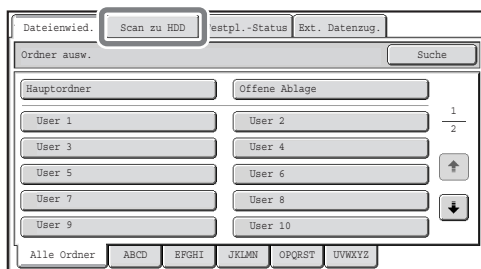 Dateienwied. Scan zu HDD estpl.-Status Ext. Datenzug.
Ordner ausw. Suche
Hauptordner Offene Ablage
1
User 1 User 2
2
User 3 User 4
User 5 User 6
User 7 User 8
User 9 User 10
Alle Ordner ABCD EFGHI JKLMN OPQRST UVWXYZ